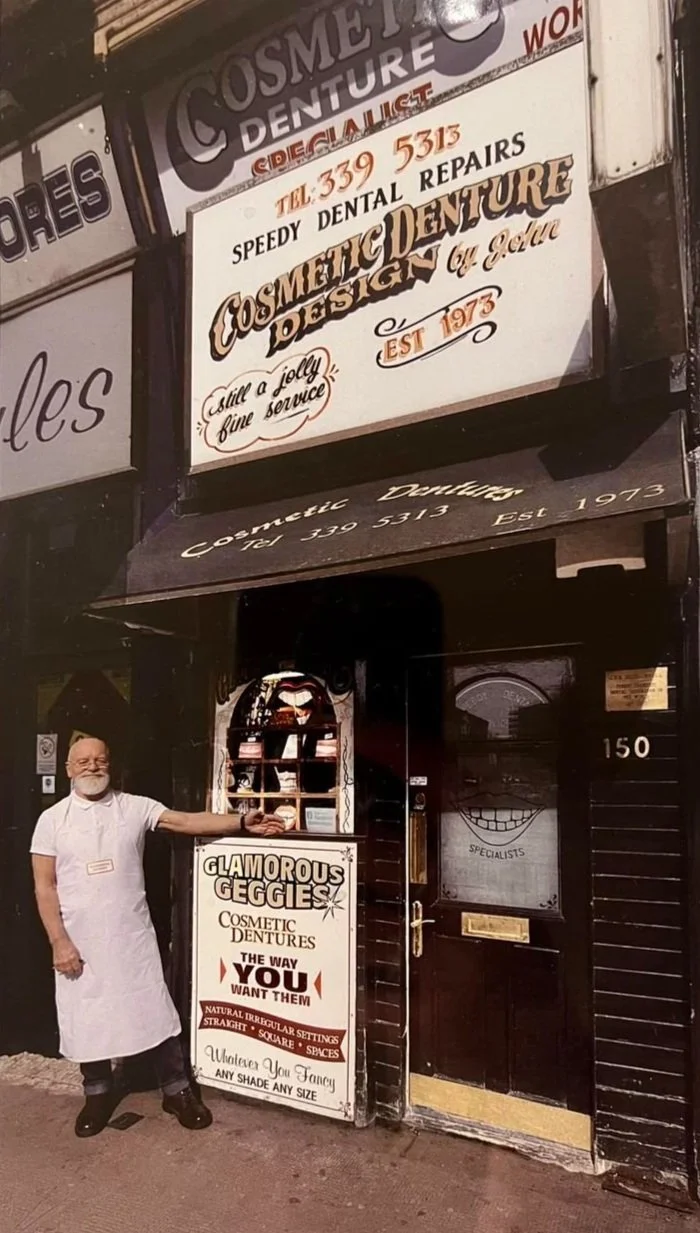 COSMETIC
DENTURE
SPECIALIST
WOR
ORES
les
TEL: 339 5313
SPEEDY DENTAL REPAIRS
COSMETIC DENTURE
DESIGN by John
EST 1973
still a jolly
fine service
Cosmetic Dentures
Tel 339 5313 Est 1973
150
SPECIALISTS
GLAMOROUS
GEGGIES
COSMETIC
DENTURES
THE WAY
YOU
WANT THEM
NATURAL IRREGULAR SETTINGS
STRAIGHT • SQUARE • SPACES
Whatever You Fancy
ANY SHADE ANY SIZE